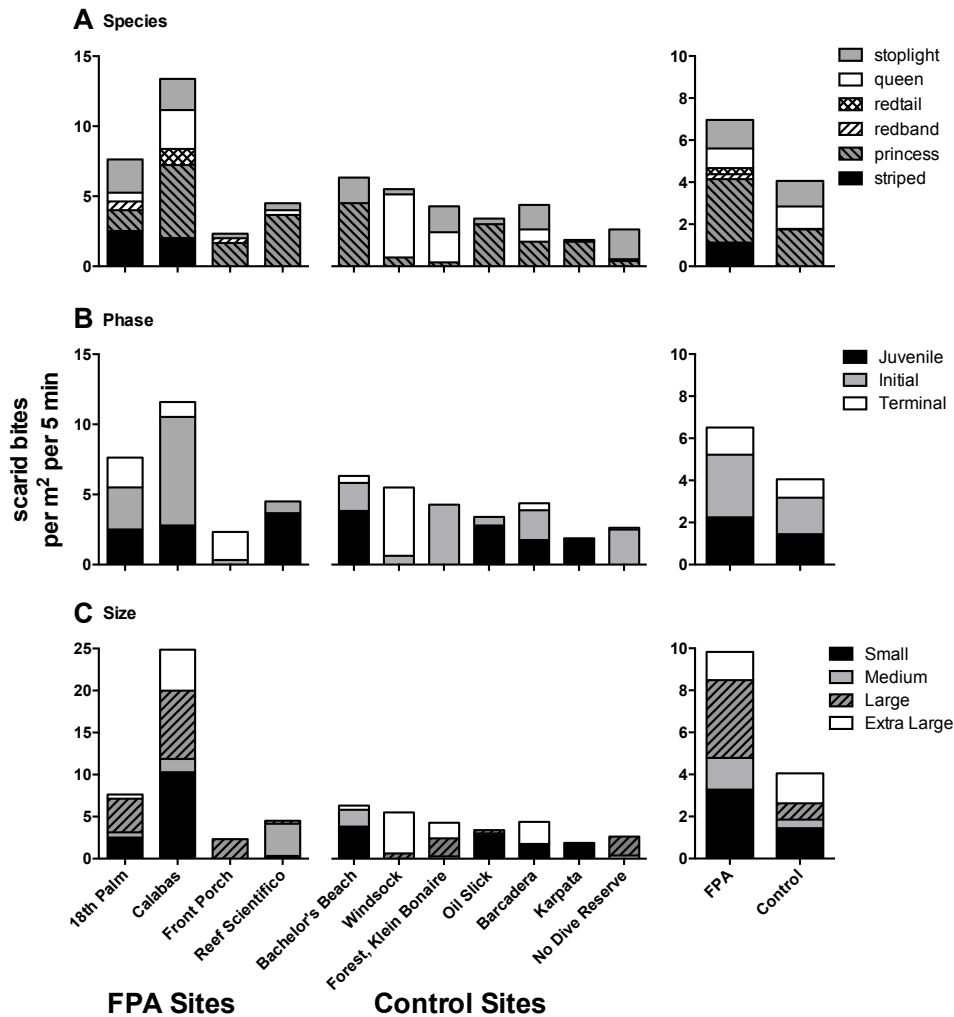 A Species
15
10
5
0
10
8
6
4
2
0
stoplight
queen
redtail
redband
princess
striped
B Phase
15
10
5
0
10
8
6
4
2
0
Juvenile
Initial
Terminal
scarid bites
per m² per 5 min
C Size
25
20
15
10
5
0
10
8
6
4
2
0
Small
Medium
Large
Extra Large
18th Palm
Calabas
Front Porch
Reef Scientifico
Bachelor's Beach
Windsock
Forest, Klein Bonaire
Oil Slick
Barcadera
Karpata
No Dive Reserve
FPA
Control
FPA Sites
Control Sites